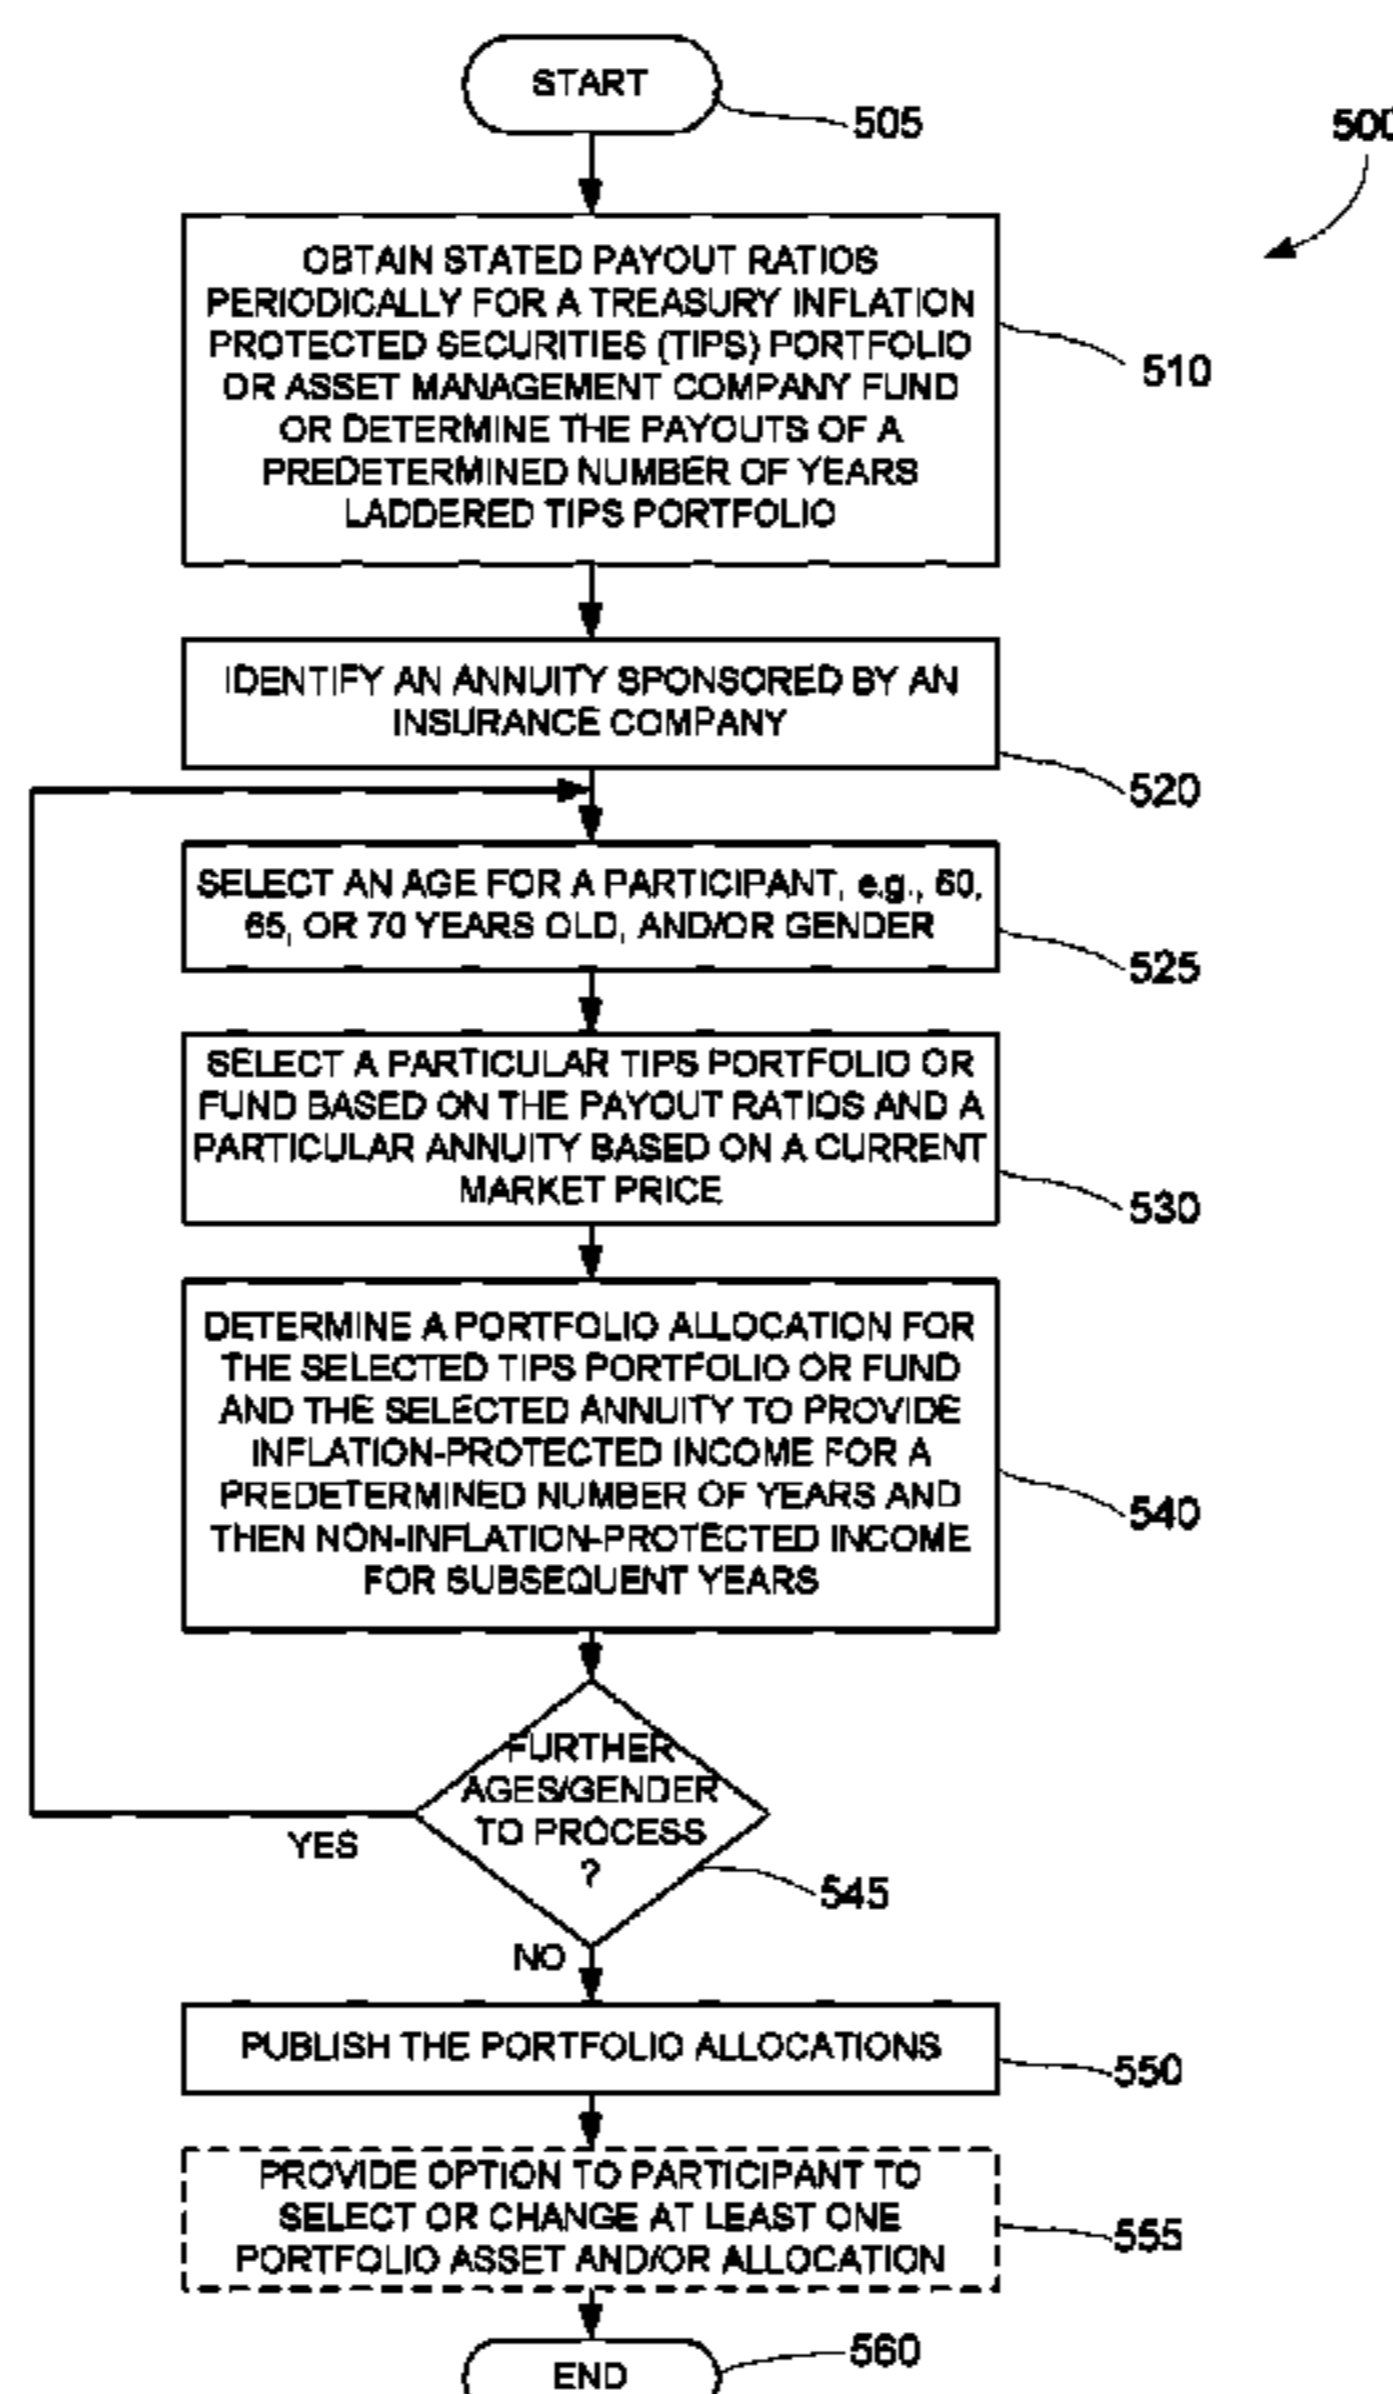 START
505
500
OBTAIN STATED PAYOUT RATIOS
PERIODICALLY FOR A TREASURY INFLATION
PROTECTED SECURITIES (TIPS) PORTFOLIO
OR ASSET MANAGEMENT COMPANY FUND
OR DETERMINE THE PAYOUTS OF A
PREDETERMINED NUMBER OF YEARS
LADDERED TIPS PORTFOLIO
510
IDENTIFY AN ANNUITY SPONSORED BY AN
INSURANCE COMPANY
520
SELECT AN AGE FOR A PARTICIPANT, e.g., 60,
65, OR 70 YEARS OLD, AND/OR GENDER
525
SELECT A PARTICULAR TIPS PORTFOLIO OR
FUND BASED ON THE PAYOUT RATIOS AND A
PARTICULAR ANNUITY BASED ON A CURRENT
MARKET PRICE
530
DETERMINE A PORTFOLIO ALLOCATION FOR
THE SELECTED TIPS PORTFOLIO OR FUND
AND THE SELECTED ANNUITY TO PROVIDE
INFLATION-PROTECTED INCOME FOR A
PREDETERMINED NUMBER OF YEARS AND
THEN NON-INFLATION-PROTECTED INCOME
FOR SUBSEQUENT YEARS
540
FURTHER
AGES/GENDER
TO PROCESS
?
YES
545
NO
PUBLISH THE PORTFOLIO ALLOCATIONS
550
PROVIDE OPTION TO PARTICIPANT TO
SELECT OR CHANGE AT LEAST ONE
PORTFOLIO ASSET AND/OR ALLOCATION
555
560
END